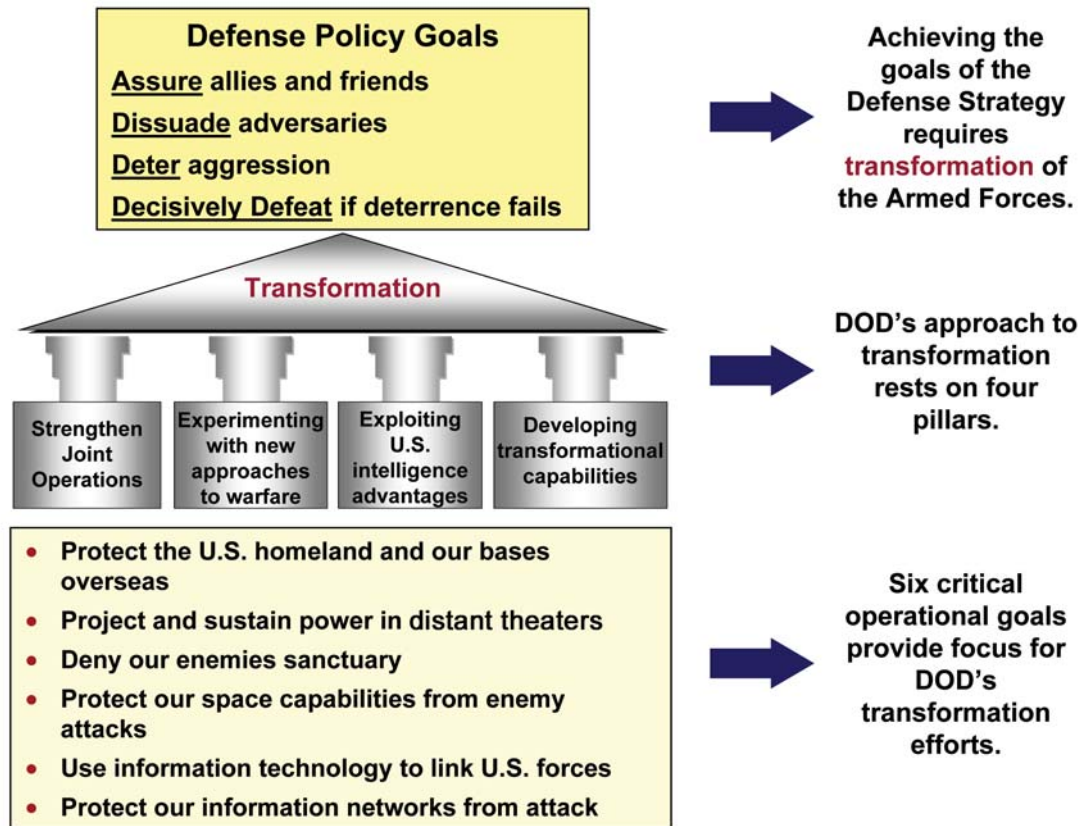 Defense Policy Goals
Assure allies and friends
Dissuade adversaries
Deter aggression
Decisively Defeat if deterrence fails
Achieving the
goals of the
Defense Strategy
requires
transformation of
the Armed Forces.
Transformation
Strengthen
Joint
Operations
Experimenting
with new
approaches
to warfare
Exploiting
U.S.
intelligence
advantages
Developing
transformational
capabilities
DOD's approach to
transformation
rests on four
pillars.
• Protect the U.S. homeland and our bases
overseas
• Project and sustain power in distant theaters
• Deny our enemies sanctuary
• Protect our space capabilities from enemy
attacks
• Use information technology to link U.S. forces
• Protect our information networks from attack
Six critical
operational goals
provide focus for
DOD's
transformation
efforts.